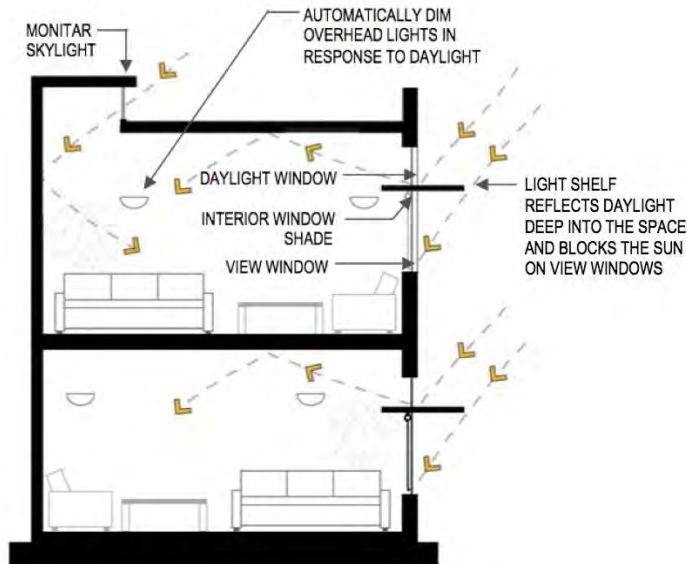 MONITAR
SKYLIGHT
AUTOMATICALLY DIM
OVERHEAD LIGHTS IN
RESPONSE TO DAYLIGHT
DAYLIGHT WINDOW
INTERIOR WINDOW
SHADE
VIEW WINDOW
LIGHT SHELF
REFLECTS DAYLIGHT
DEEP INTO THE SPACE
AND BLOCKS THE SUN
ON VIEW WINDOWS